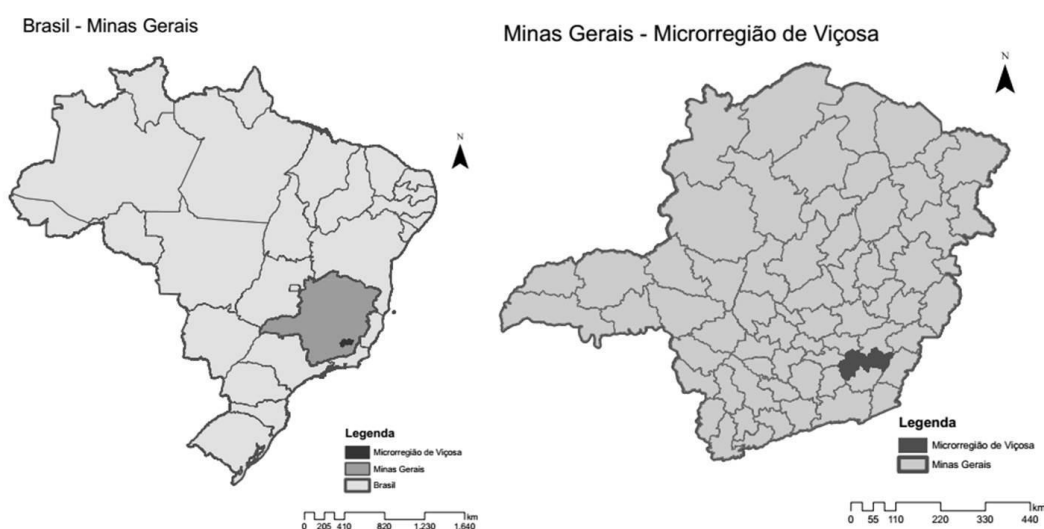 Brasil - Minas Gerais
N
Legenda
Microrregião de Viçosa
Minas Gerais
Brasil
km
0 205 410 820 1.230 1.640
Minas Gerais - Microrregião de Viçosa
N
Legenda
Microrregião de Viçosa
Minas Gerais
km
0 55 110 220 330 440